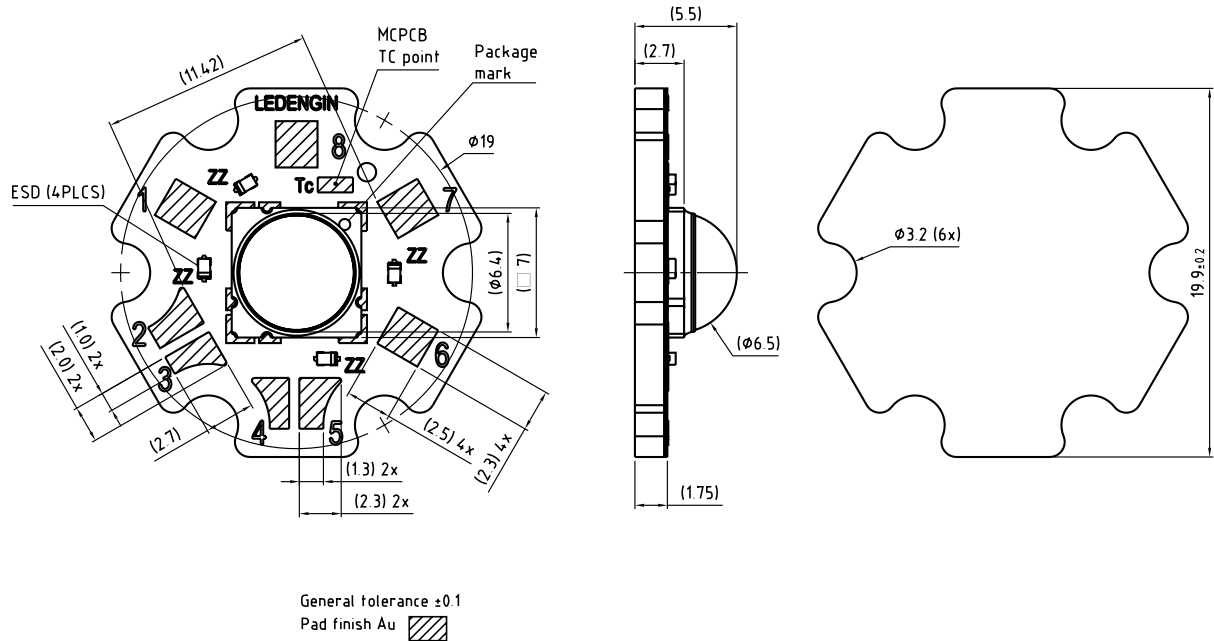 MCPCB
TC point
Package
mark
(11.42)
LEDENGIN
8
ø19
ESD (4PLCS)
ZZ
Tc
1
7
ZZ
ZZ
(ø6.4)
(□ 7)
2
3
ZZ
6
4
5
(1.0) 2x
(2.0) 2x
(2.7)
(2.5) 4x
(2.3) 4x
(1.3) 2x
(2.3) 2x
(5.5)
(2.7)
(ø6.5)
(1.75)
ø3.2 (6x)
19.9±0.2
General tolerance ±0.1
Pad finish Au